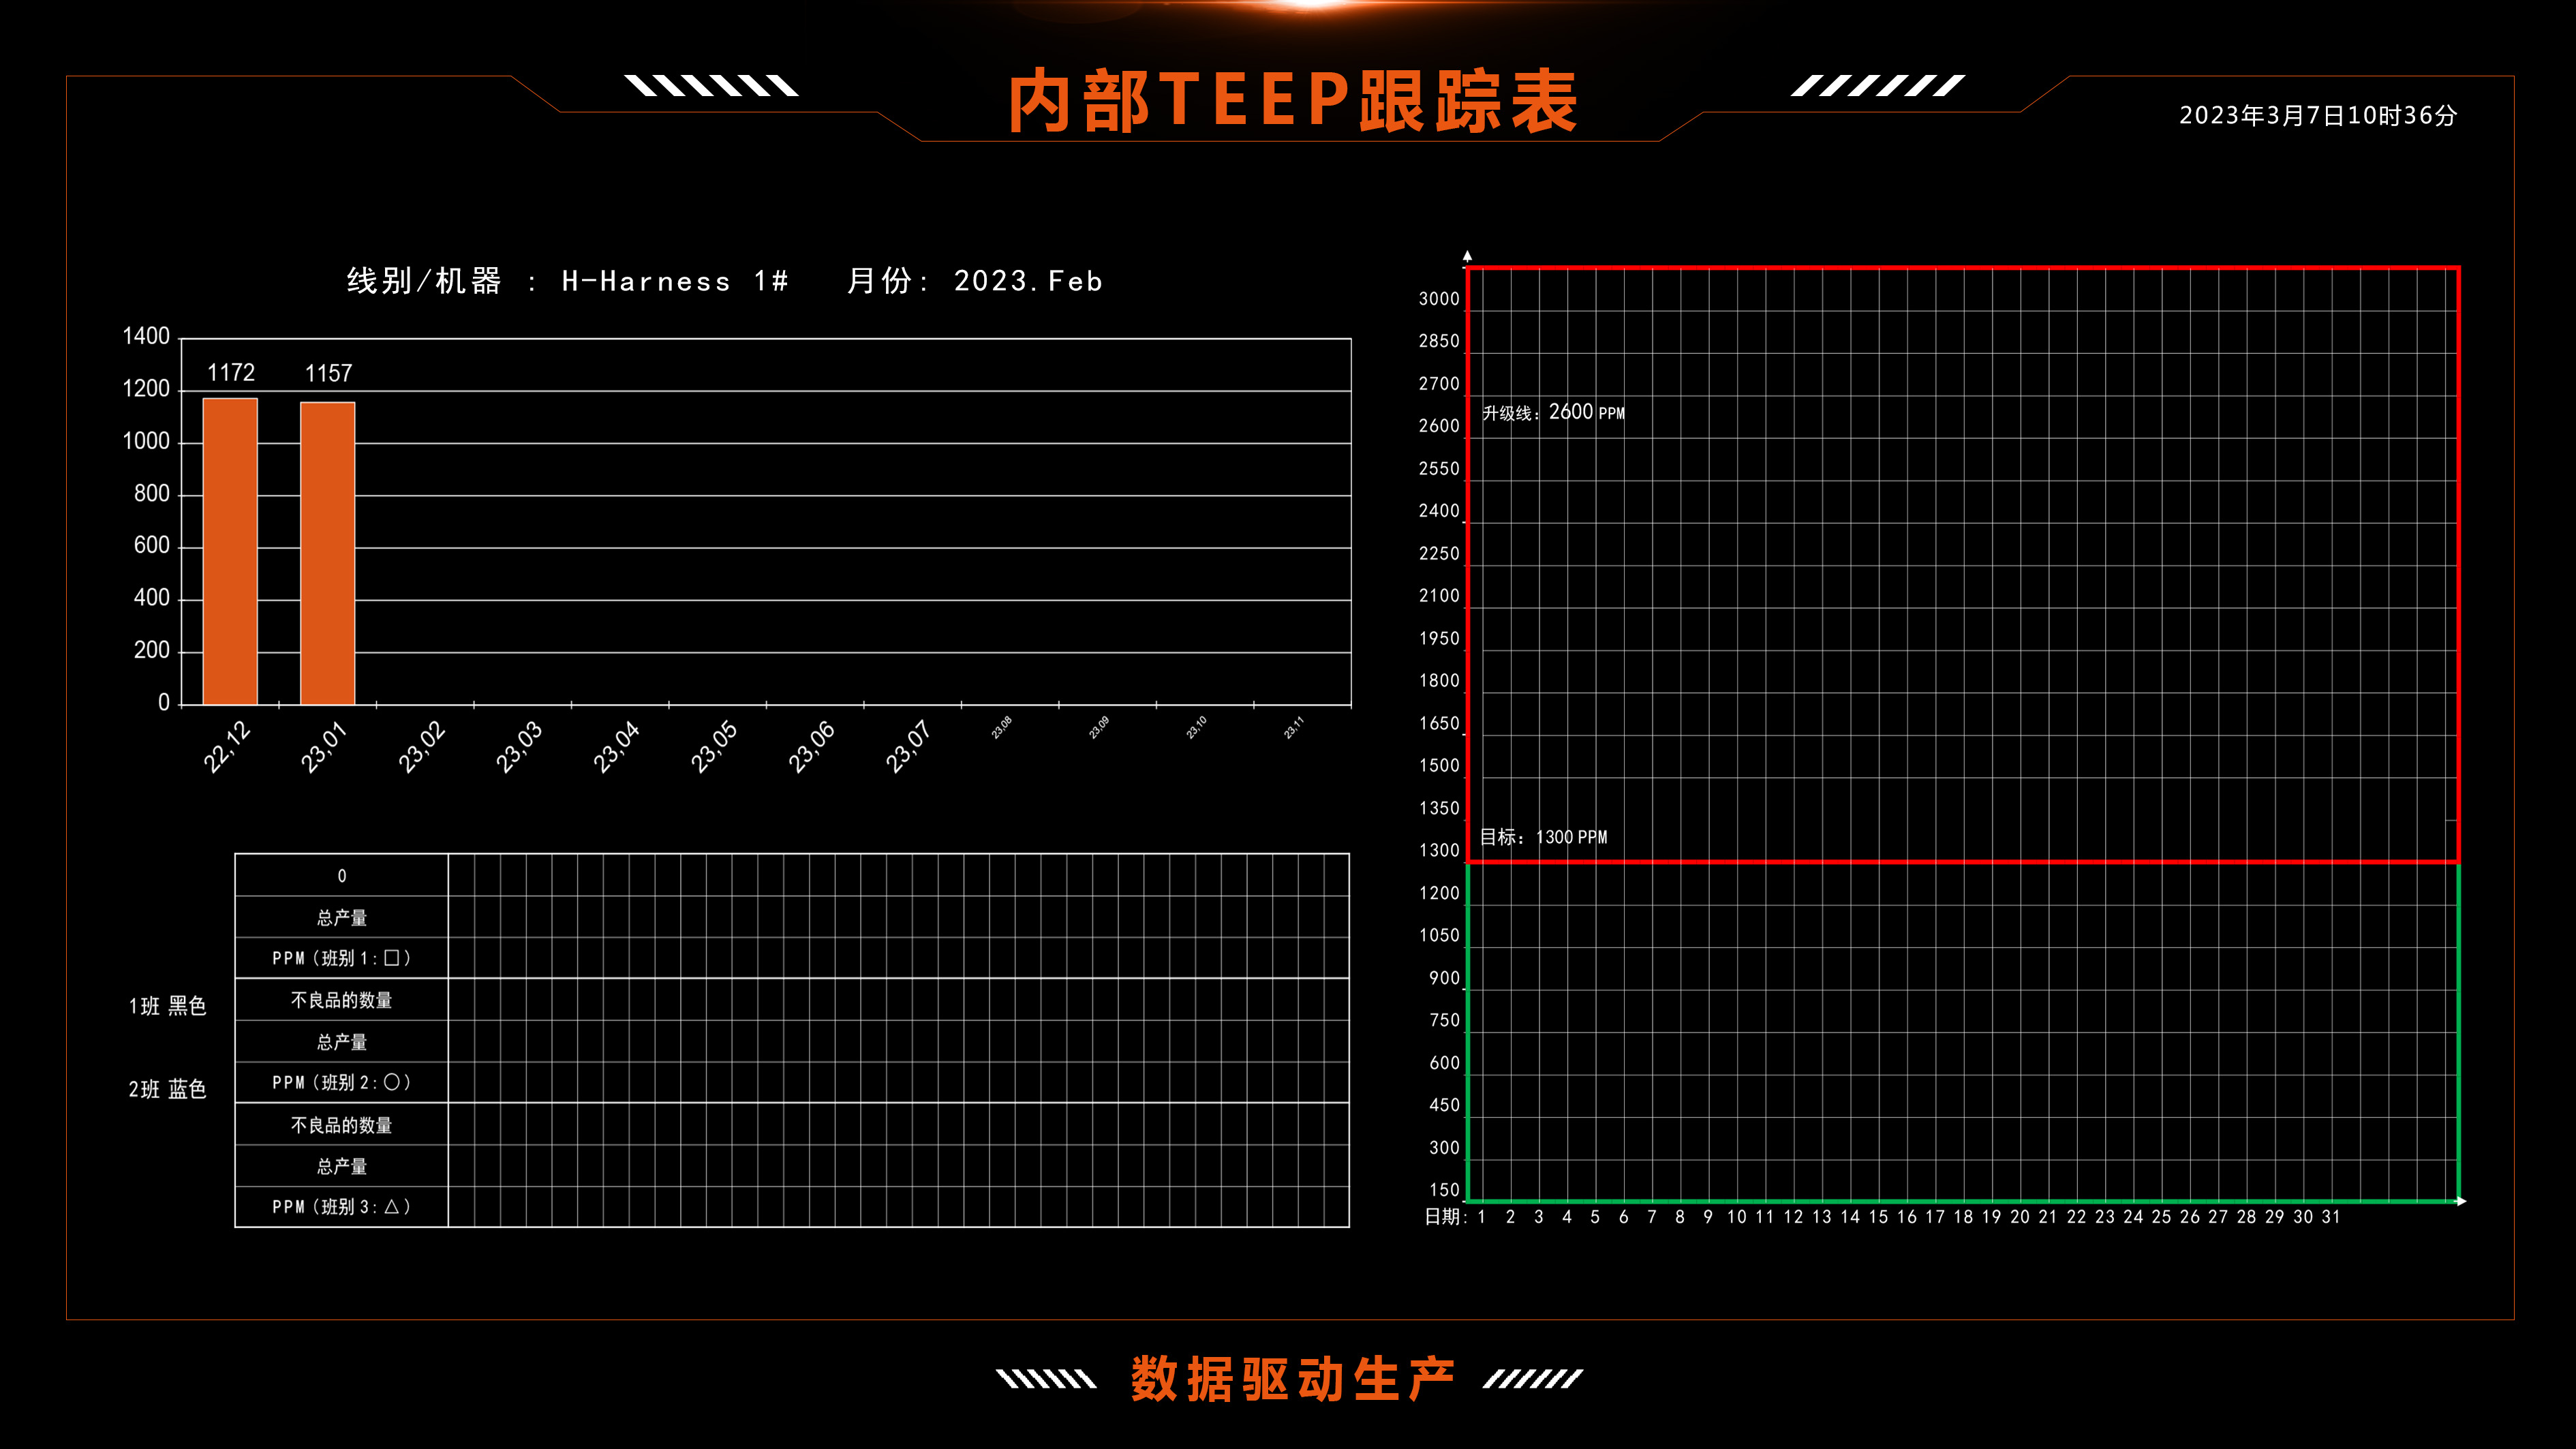 内部TEEP跟踪表
2023年3月7日10时36分
线别/机器 : H-Harness 1# 月份: 2023.Feb
1400
1200
1000
800
600
400
200
0
1172
1157
22,12
23,01
23,02
23,03
23,04
23,05
23,06
23,07
23,08
23,09
23,10
23,11
0
总产量
PPM(班别 1:□)
不良品的数量
总产量
PPM(班别 2:○)
不良品的数量
总产量
PPM(班别 3:△)
1班 黑色
2班 蓝色
3000
2850
2700
2600
2550
2400
2250
2100
1950
1800
1650
1500
1350
1300
1200
1050
900
750
600
450
300
150
升级线: 2600 PPM
目标: 1300 PPM
日期: 1 2 3 4 5 6 7 8 9 10 11 12 13 14 15 16 17 18 19 20 21 22 23 24 25 26 27 28 29 30 31
数据驱动生产